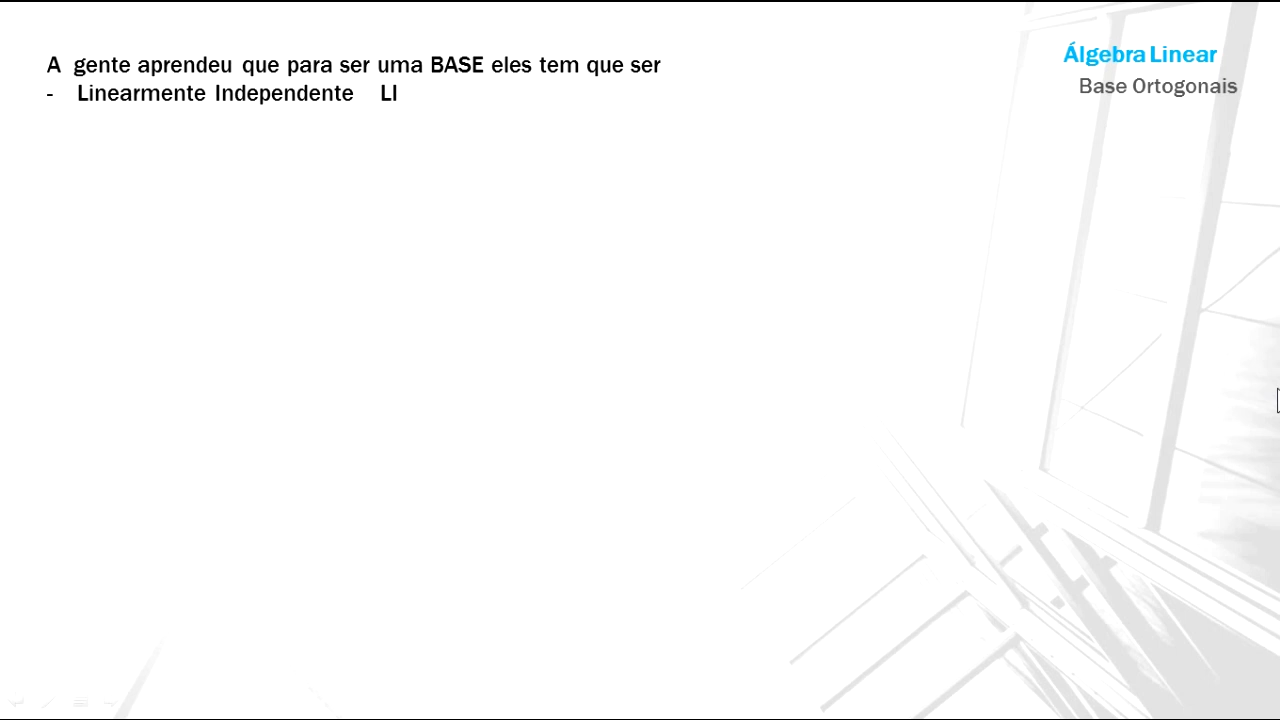 A gente aprendeu que para ser uma BASE eles tem que ser
- Linearmente Independente LI
Álgebra Linear
Base Ortogonais